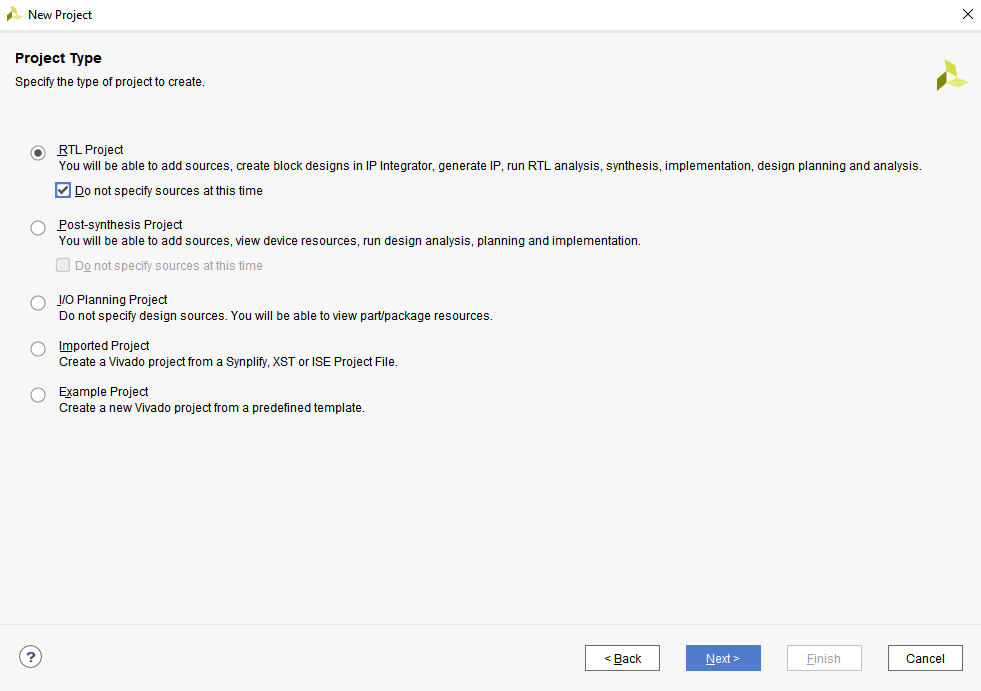 New Project
Project Type
Specify the type of project to create.
RTL Project
You will be able to add sources, create block designs in IP Integrator, generate IP, run RTL analysis, synthesis, implementation, design planning and analysis.
Do not specify sources at this time
Post-synthesis Project
You will be able to add sources, view device resources, run design analysis, planning and implementation.
Do not specify sources at this time
I/O Planning Project
Do not specify design sources. You will be able to view part/package resources.
Imported Project
Create a Vivado project from a Synplify, XST or ISE Project File.
Example Project
Create a new Vivado project from a predefined template.
? < Back Next > Finish Cancel